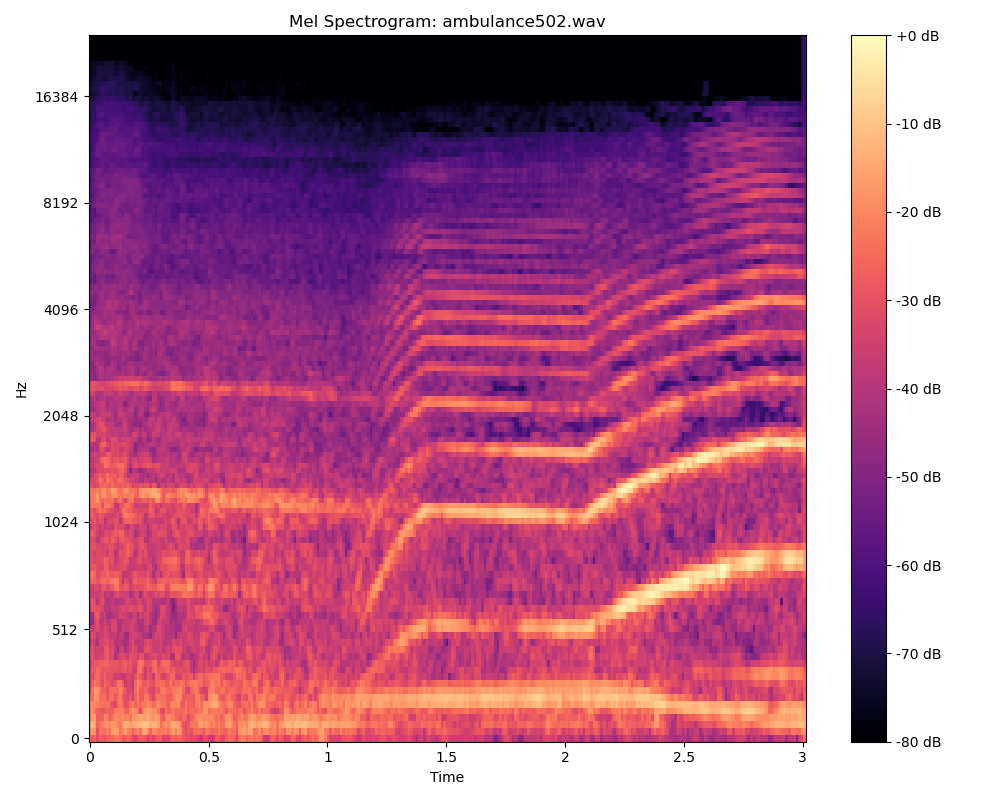 Mel Spectrogram: ambulance502.wav
+0 dB
16384
-10 dB
8192
-20 dB
4096
-30 dB
Hz
-40 dB
2048
-50 dB
1024
-60 dB
512
-70 dB
0
-80 dB
0 0.5 1 1.5 2 2.5 3
Time